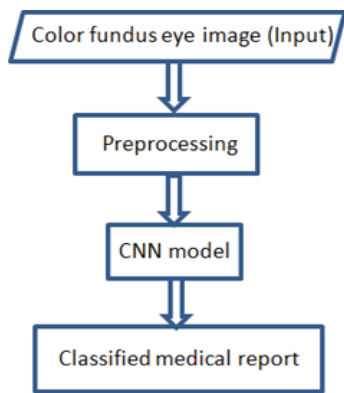 Color fundus eye image (Input)
Preprocessing
CNN model
Classified medical report